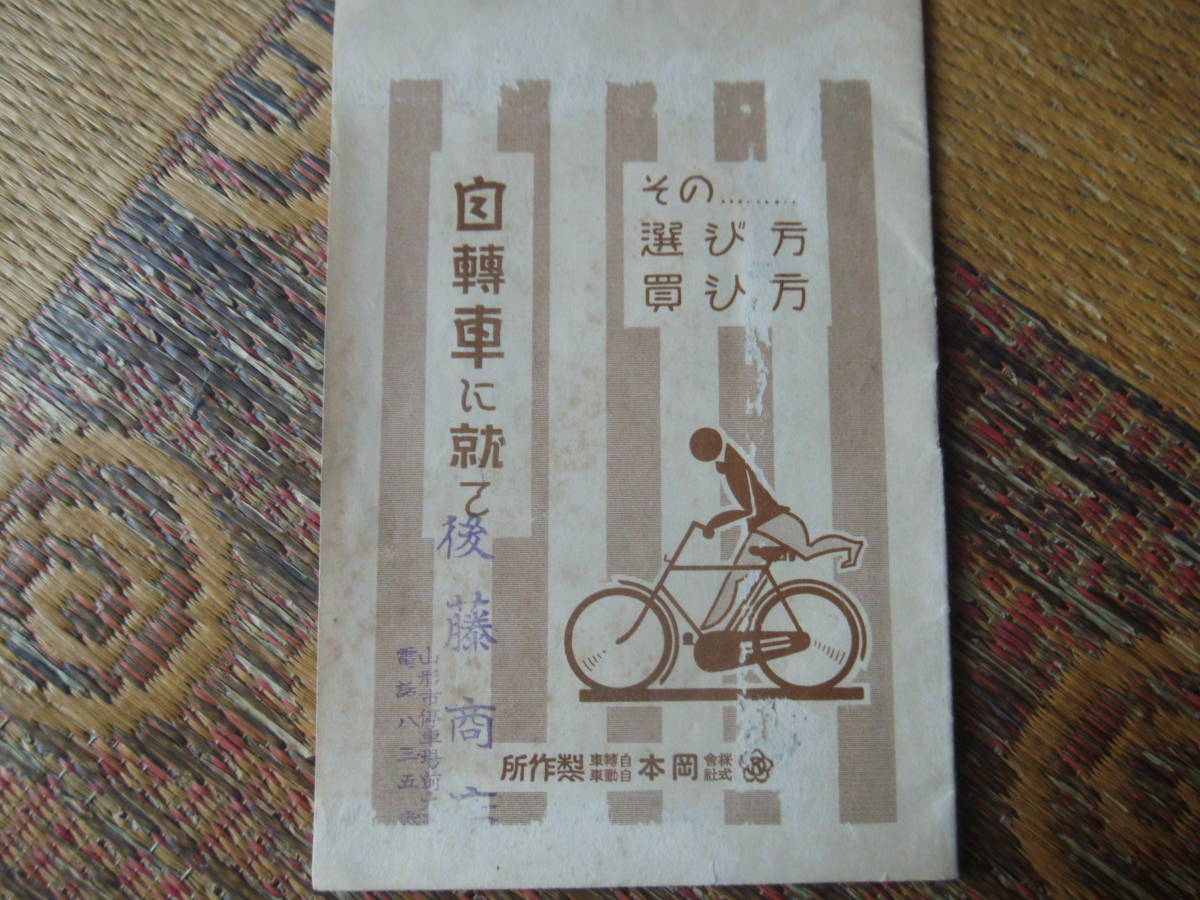 その………
選び方
買ひ方
自轉車に就て
後藤商
山形市停車場前
電話八三五
所作製車動自車轉自本岡社會式株